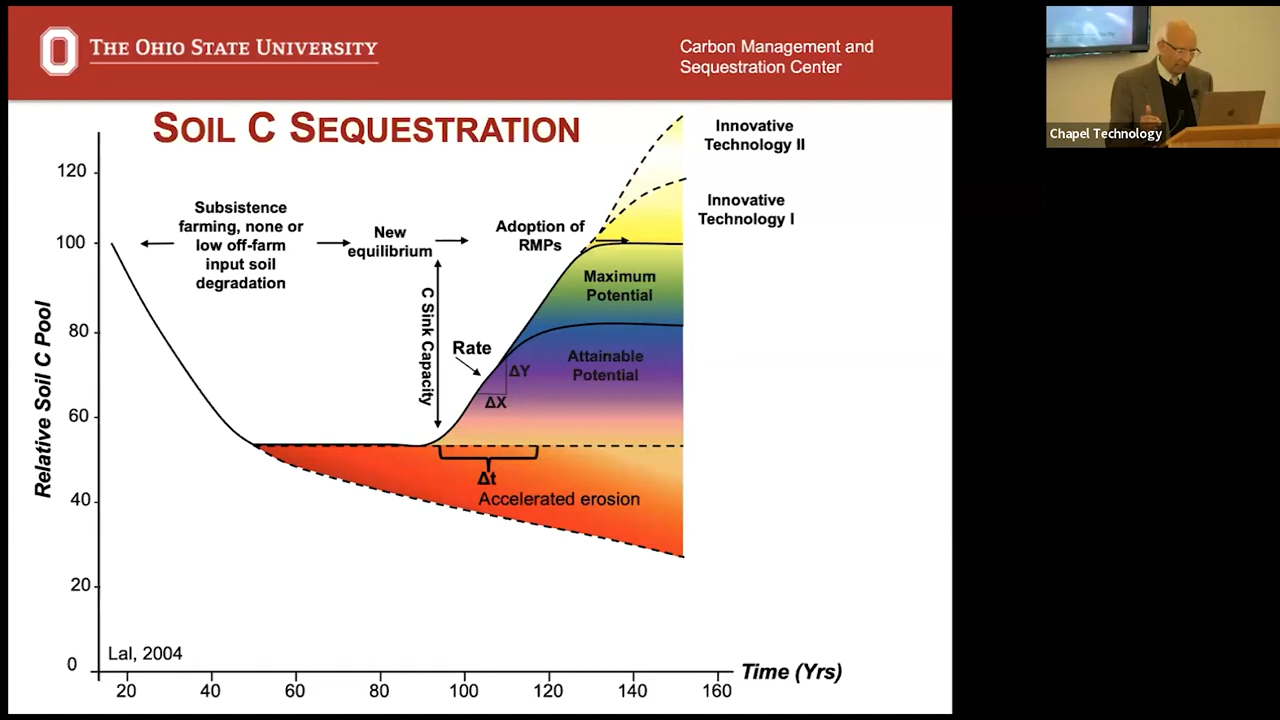 THE OHIO STATE UNIVERSITY
Carbon Management and
Sequestration Center
SOIL C SEQUESTRATION
Chapel Technology
Innovative
Technology II
Innovative
Technology I
Subsistence
farming, none or
low off-farm
input soil
degradation
New
equilibrium
Adoption of
RMPs
Maximum
Potential
C Sink Capacity
Rate
ΔY
ΔX
Attainable
Potential
Δt
Accelerated erosion
Relative Soil C Pool
120
100
80
60
40
20
0
Lal, 2004
20 40 60 80 100 120 140 160
Time (Yrs)